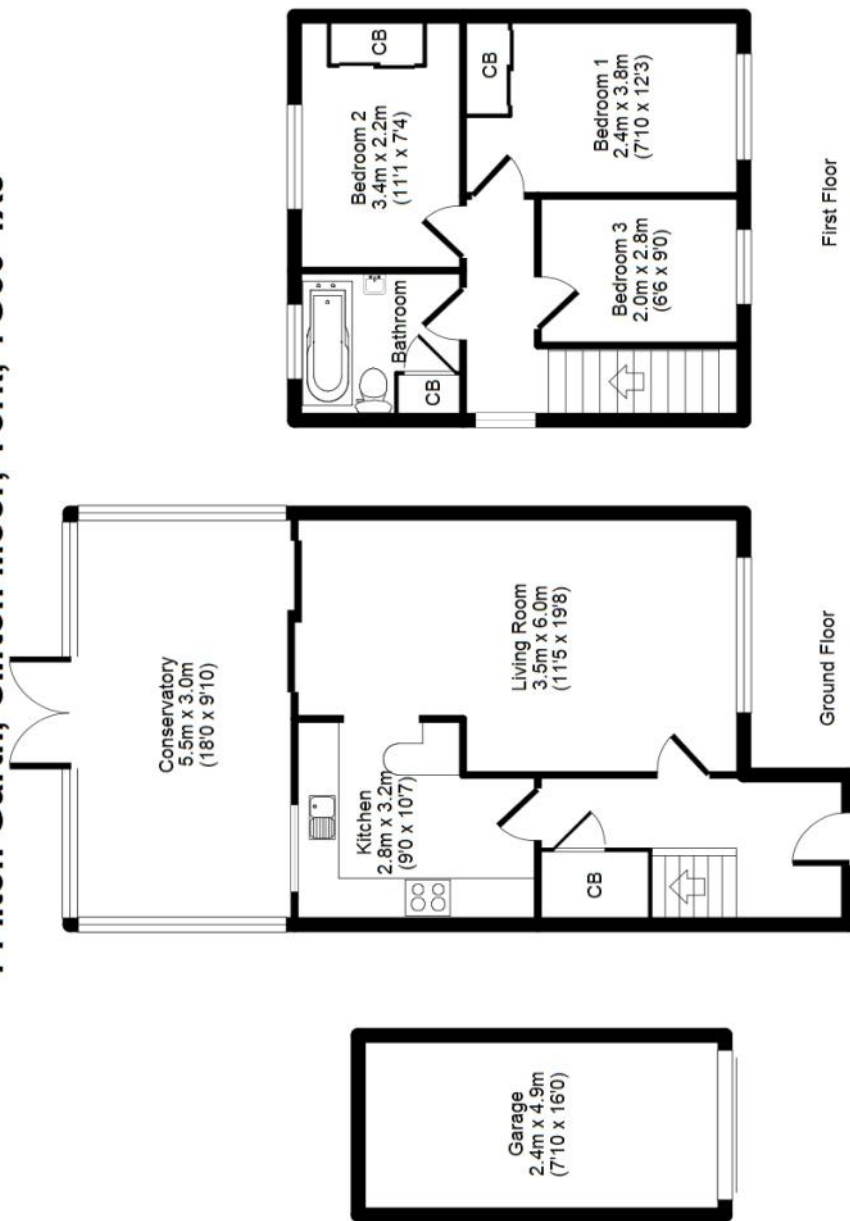 Garth, Clifton Moor, York,
Conservatory
5.5m x 3.0m
(18'0 x 9'10)
Kitchen
2.8m x 3.2m
(9'0 x 10'7)
Living Room
3.5m x 6.0m
(11'5 x 19'8)
CB
Ground Floor
Garage
2.4m x 4.9m
(7'10 x 16'0)
Bedroom 2
3.4m x 2.2m
(11'1 x 7'4)
CB
CB
Bathroom
CB
Bedroom 1
2.4m x 3.8m
(7'10 x 12'3)
Bedroom 3
2.0m x 2.8m
(6'6 x 9'0)
First Floor